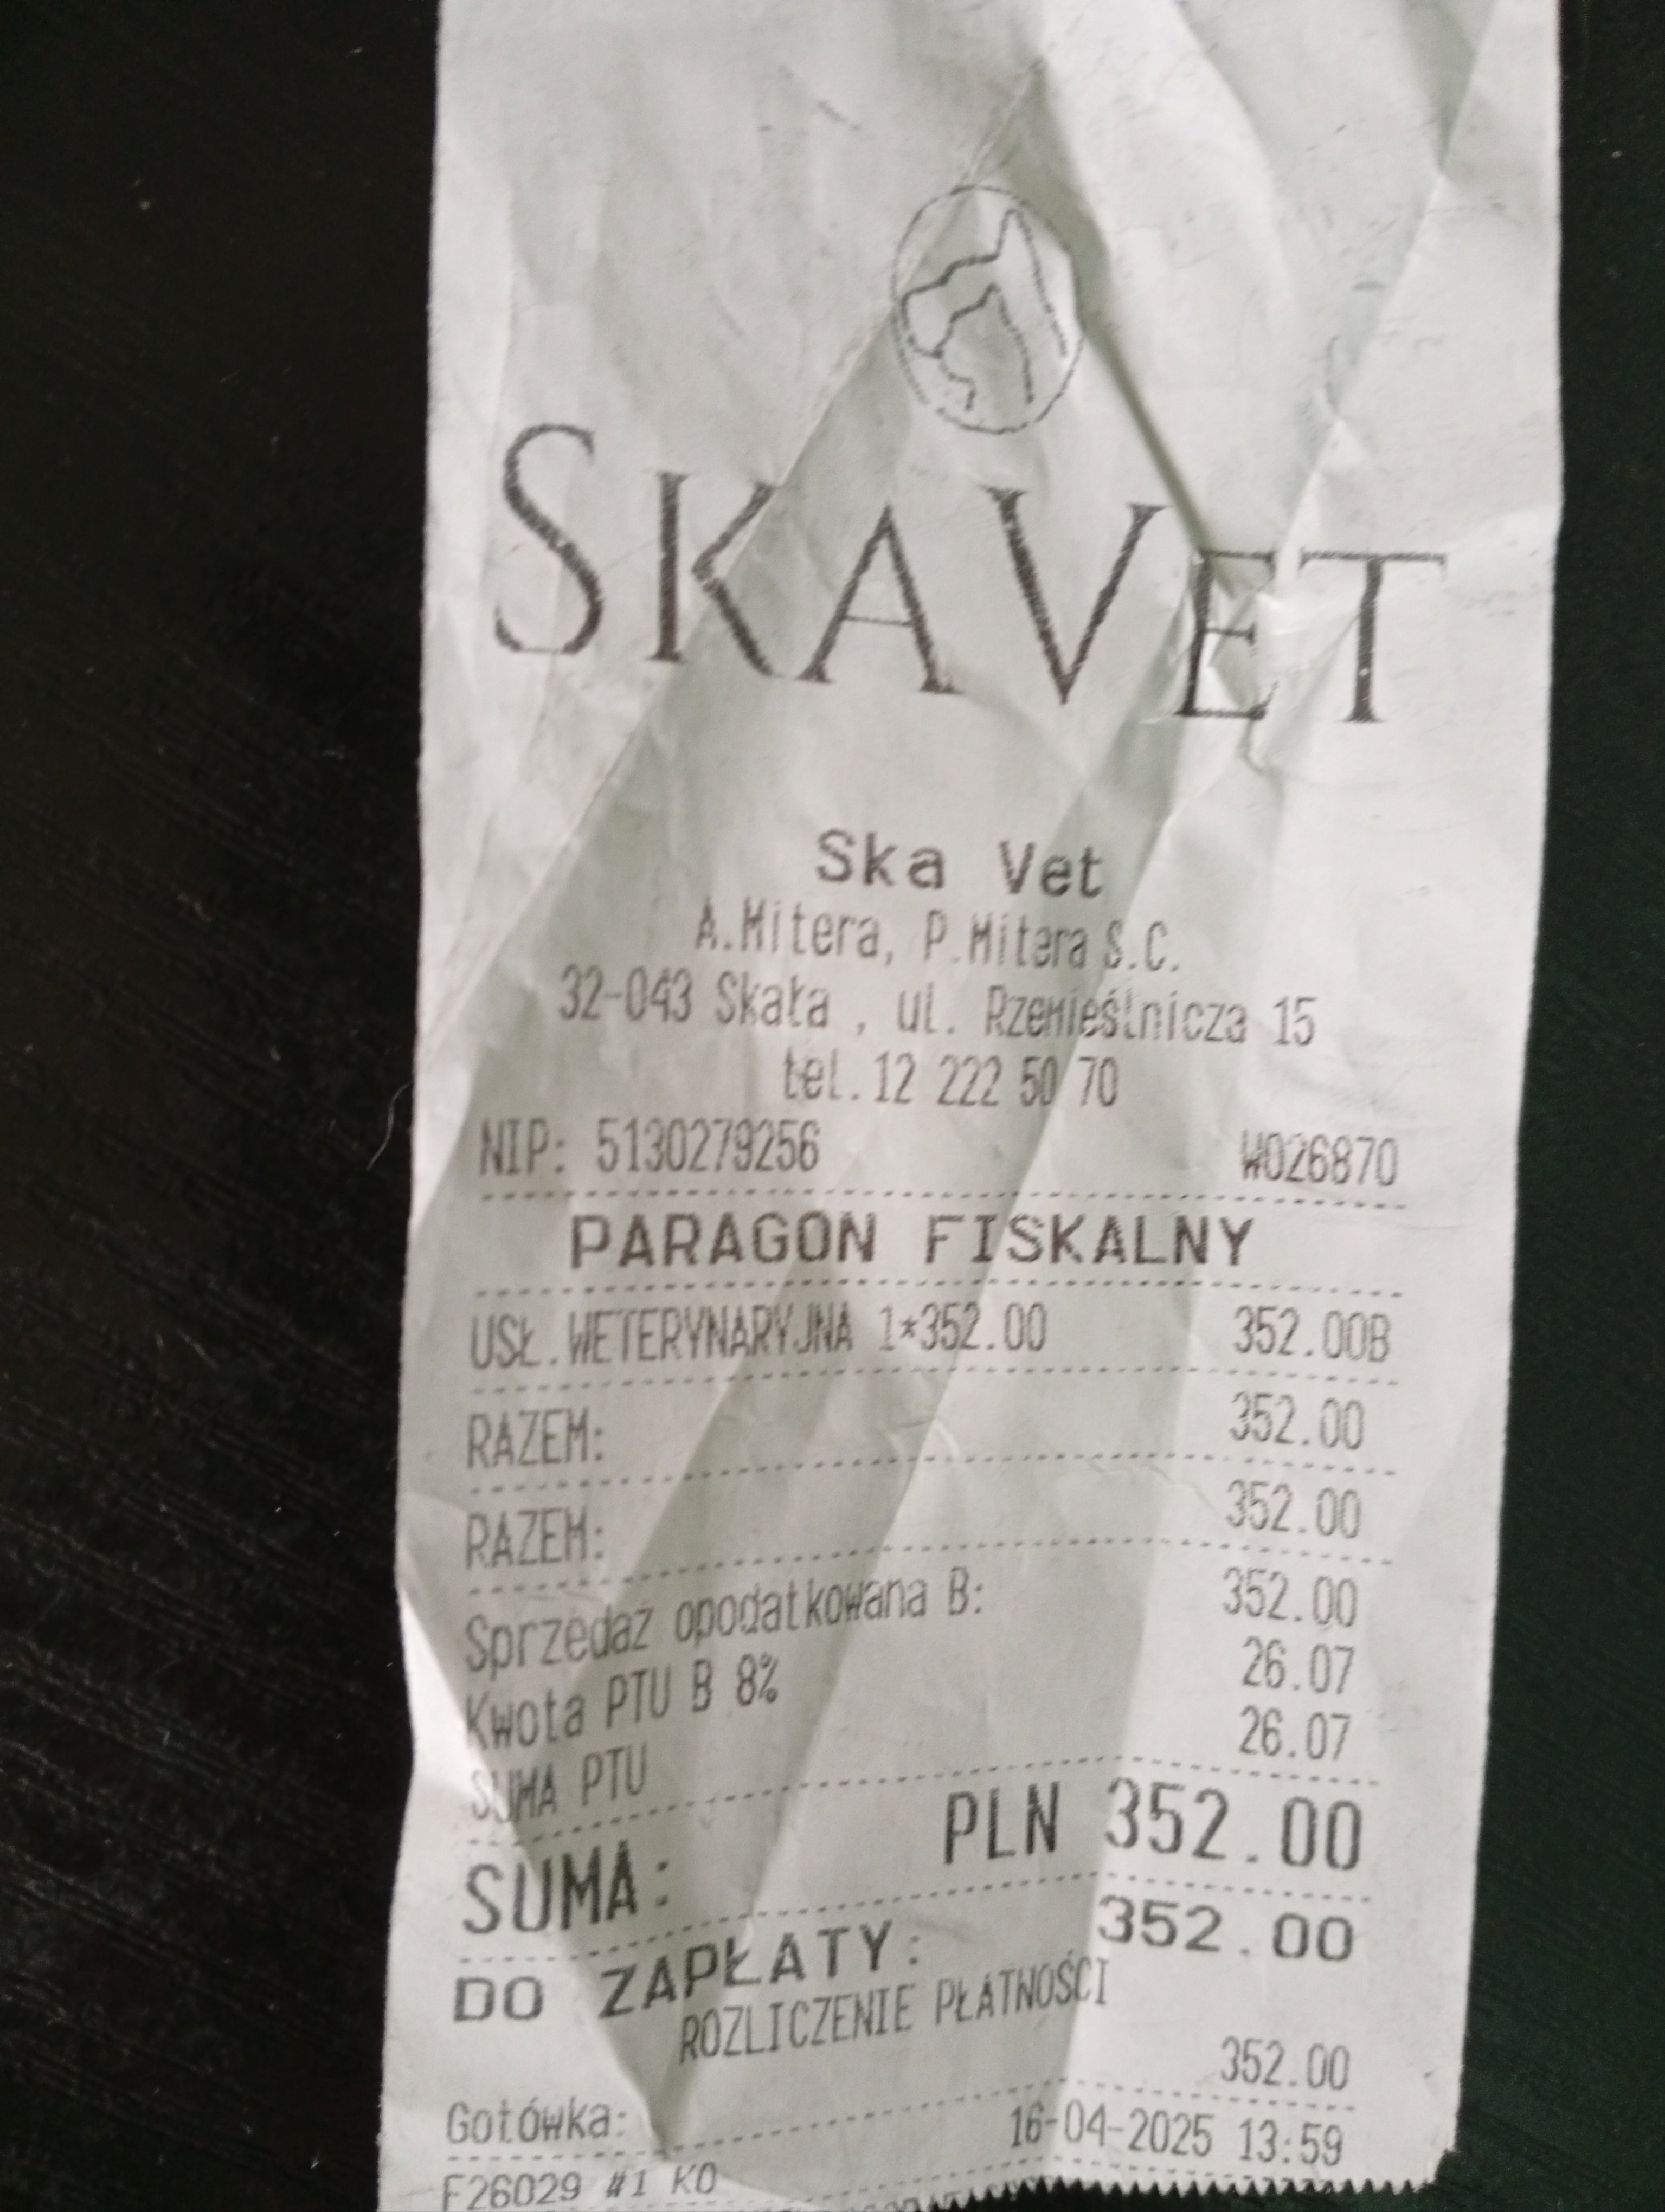 SKAVET
Ska Vet
A.Mitera, P.Mitera S.C.
32-043 Skała , ul. Rzemieślnicza 15
tel.12 222 50 70
NIP: 5130279256 W026870
PARAGON FISKALNY
USŁ.WETERYNARYJNA 1*352.00 352.00B
RAZEM: 352.00
RAZEM: 352.00
Sprzedaż opodatkowana B: 352.00
Kwota PTU B 8% 26.07
SUMA PTU 26.07
SUMA: PLN 352.00
DO ZAPŁATY: 352.00
ROZLICZENIE PŁATNOŚCI
Gotówka: 352.00
F26029 #1 KO 16-04-2025 13:59